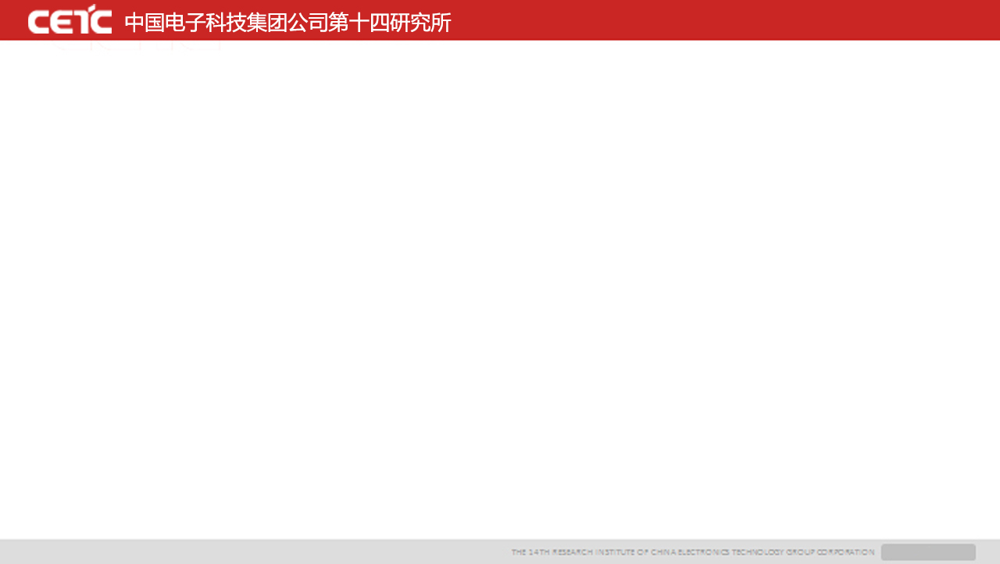 CETC 中国电子科技集团公司第十四研究所
THE 14TH RESEARCH INSTITUTE OF CHINA ELECTRONICS TECHNOLOGY GROUP CORPORATION